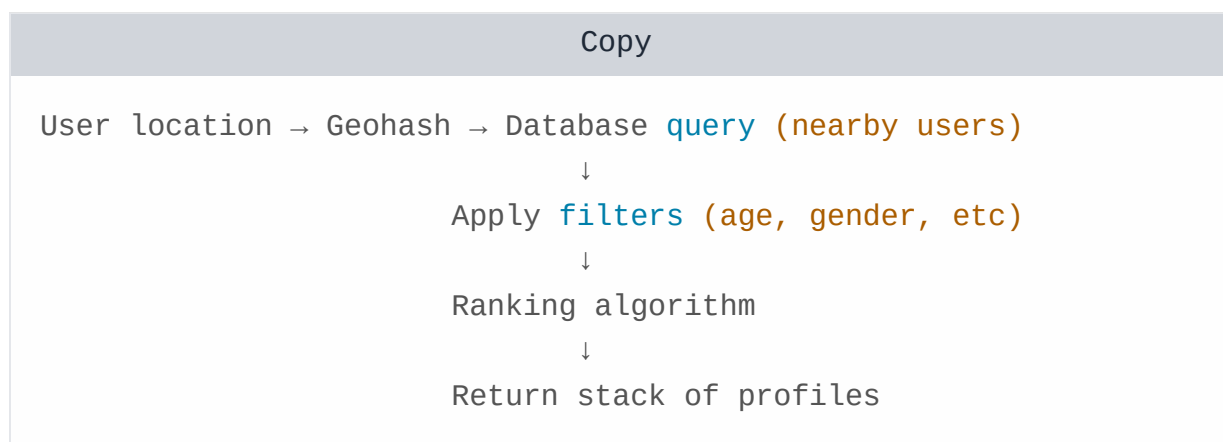 Copy
User location → Geohash → Database query (nearby users)
↓
Apply filters (age, gender, etc)
↓
Ranking algorithm
↓
Return stack of profiles